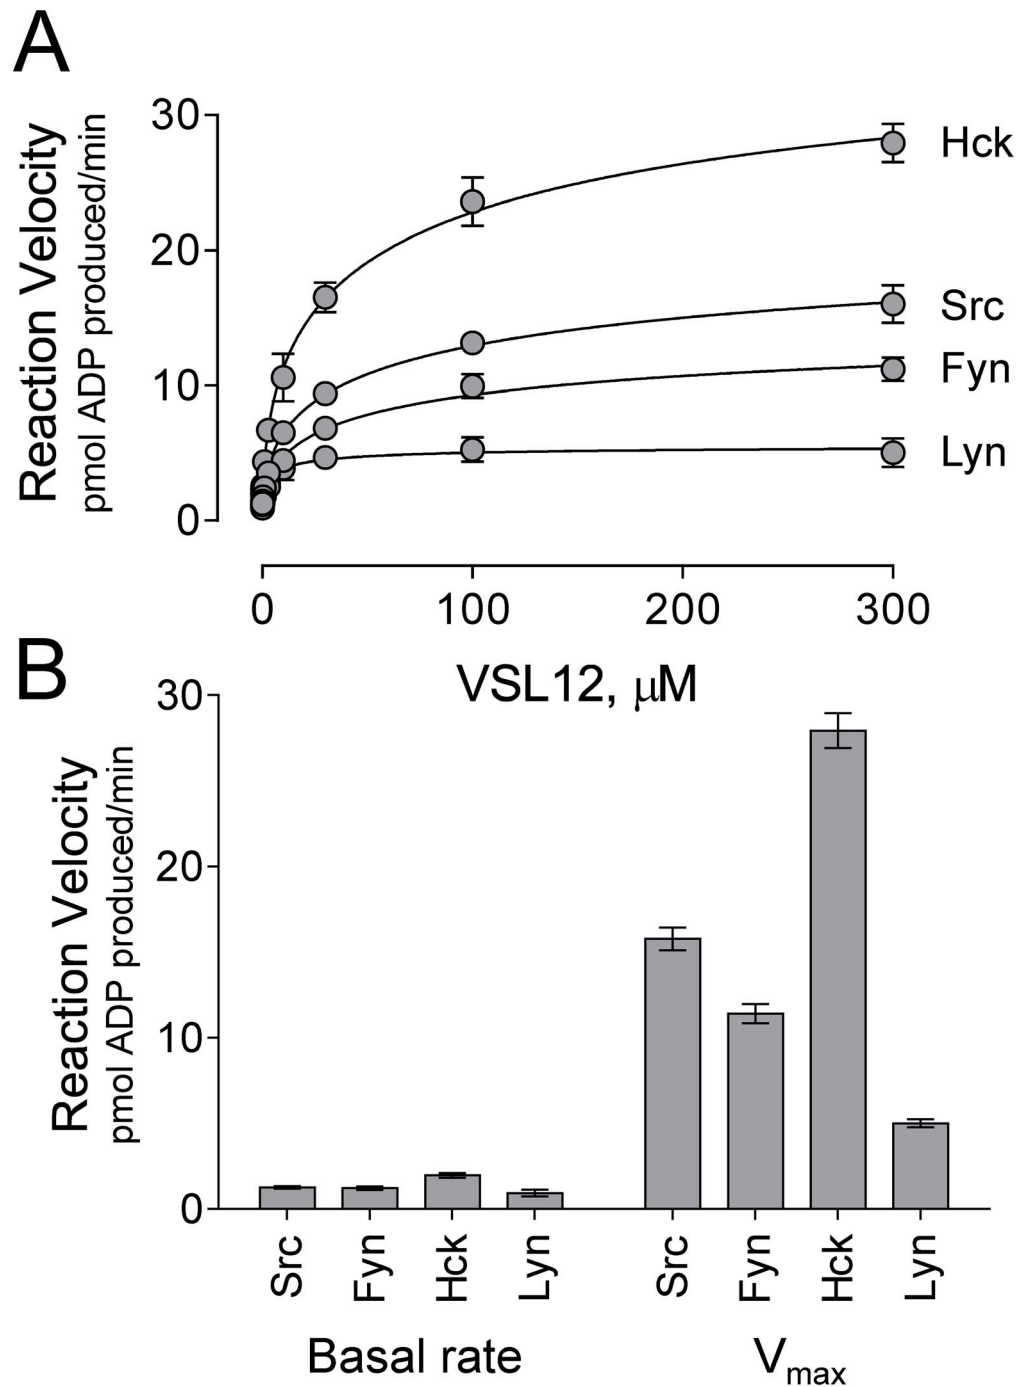 A
Reaction Velocity
pmol ADP produced/min
30
20
10
0
Hck
Src
Fyn
Lyn
0 100 200 300
VSL12, μM
B
Reaction Velocity
pmol ADP produced/min
30
20
10
0
Src Fyn Hck Lyn Src Fyn Hck Lyn
Basal rate Vmax